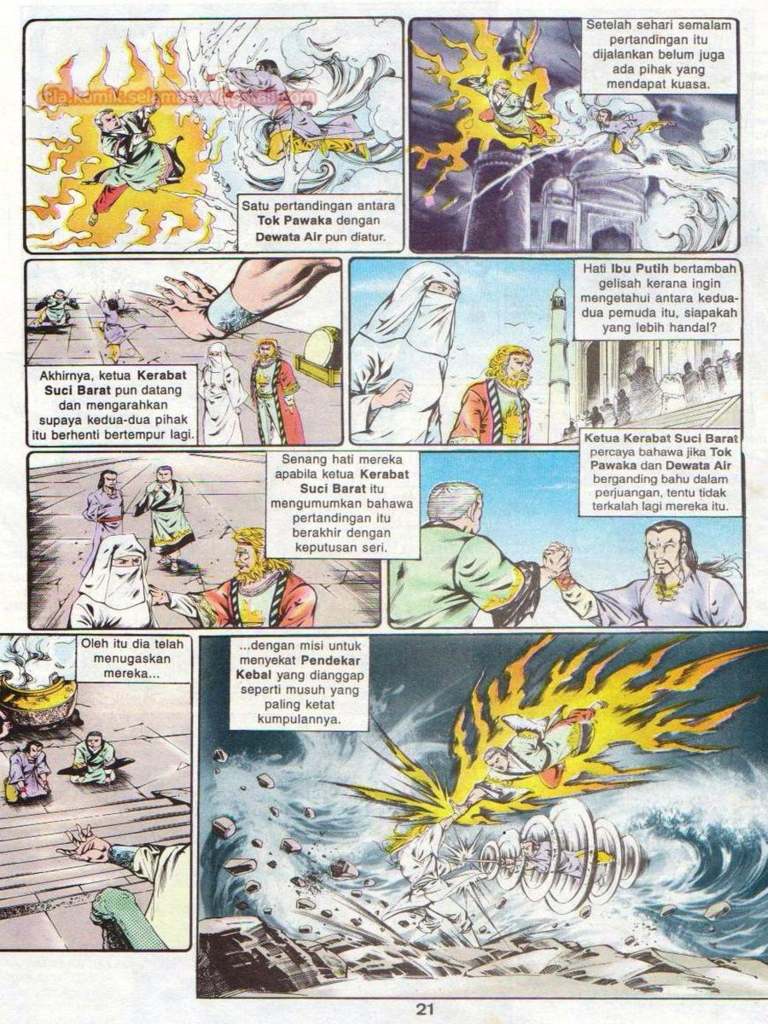 Satu pertandingan antara
Tok Pawaka dengan
Dewata Air pun diatur.
Setelah sehari semalam
pertandingan itu
dijalankan belum juga
ada pihak yang
mendapat kuasa.
Akhirnya, ketua Kerabat
Suci Barat pun datang
dan mengarahkan
supaya kedua-dua pihak
itu berhenti bertempur lagi.
Hati Ibu Putih bertambah
gelisah kerana ingin
mengetahui antara kedua-
dua pemuda itu, siapakah
yang lebih handal?
Senang hati mereka
apabila ketua Kerabat
Suci Barat itu
mengumumkan bahawa
pertandingan itu
berakhir dengan
keputusan seri.
Ketua Kerabat Suci Barat
percaya bahawa jika Tok
Pawaka dan Dewata Air
berganding bahu dalam
perjuangan, tentu tidak
terkalah lagi mereka itu.
Oleh itu dia telah
menugaskan
mereka...
...dengan misi untuk
menyekat Pendekar
Kebal yang dianggap
seperti musuh yang
paling ketat
kumpulannya.
21